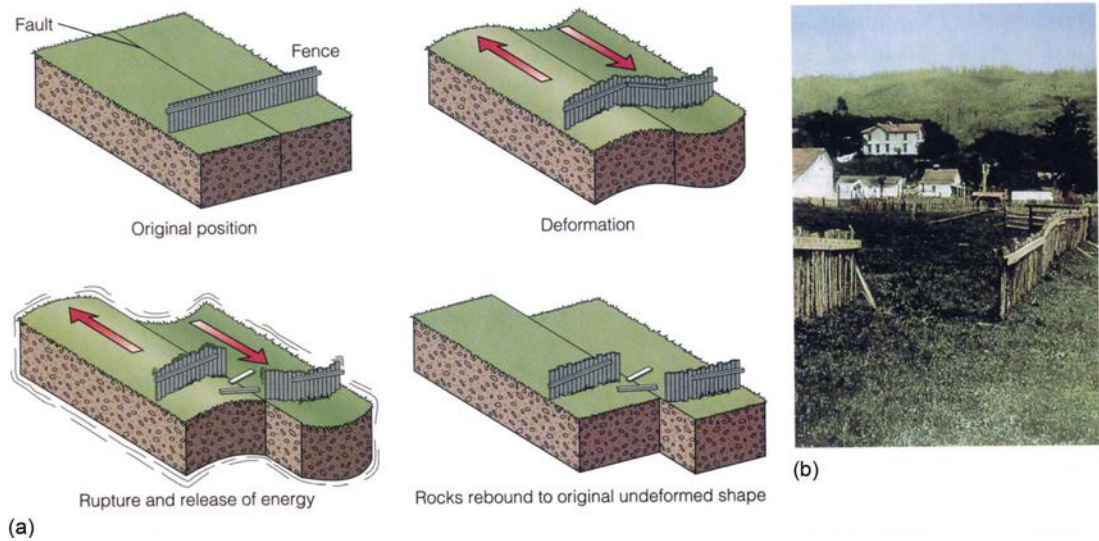 Fault
Fence
Original position
Deformation
Rupture and release of energy
Rocks rebound to original undeformed shape
(a)
(b)